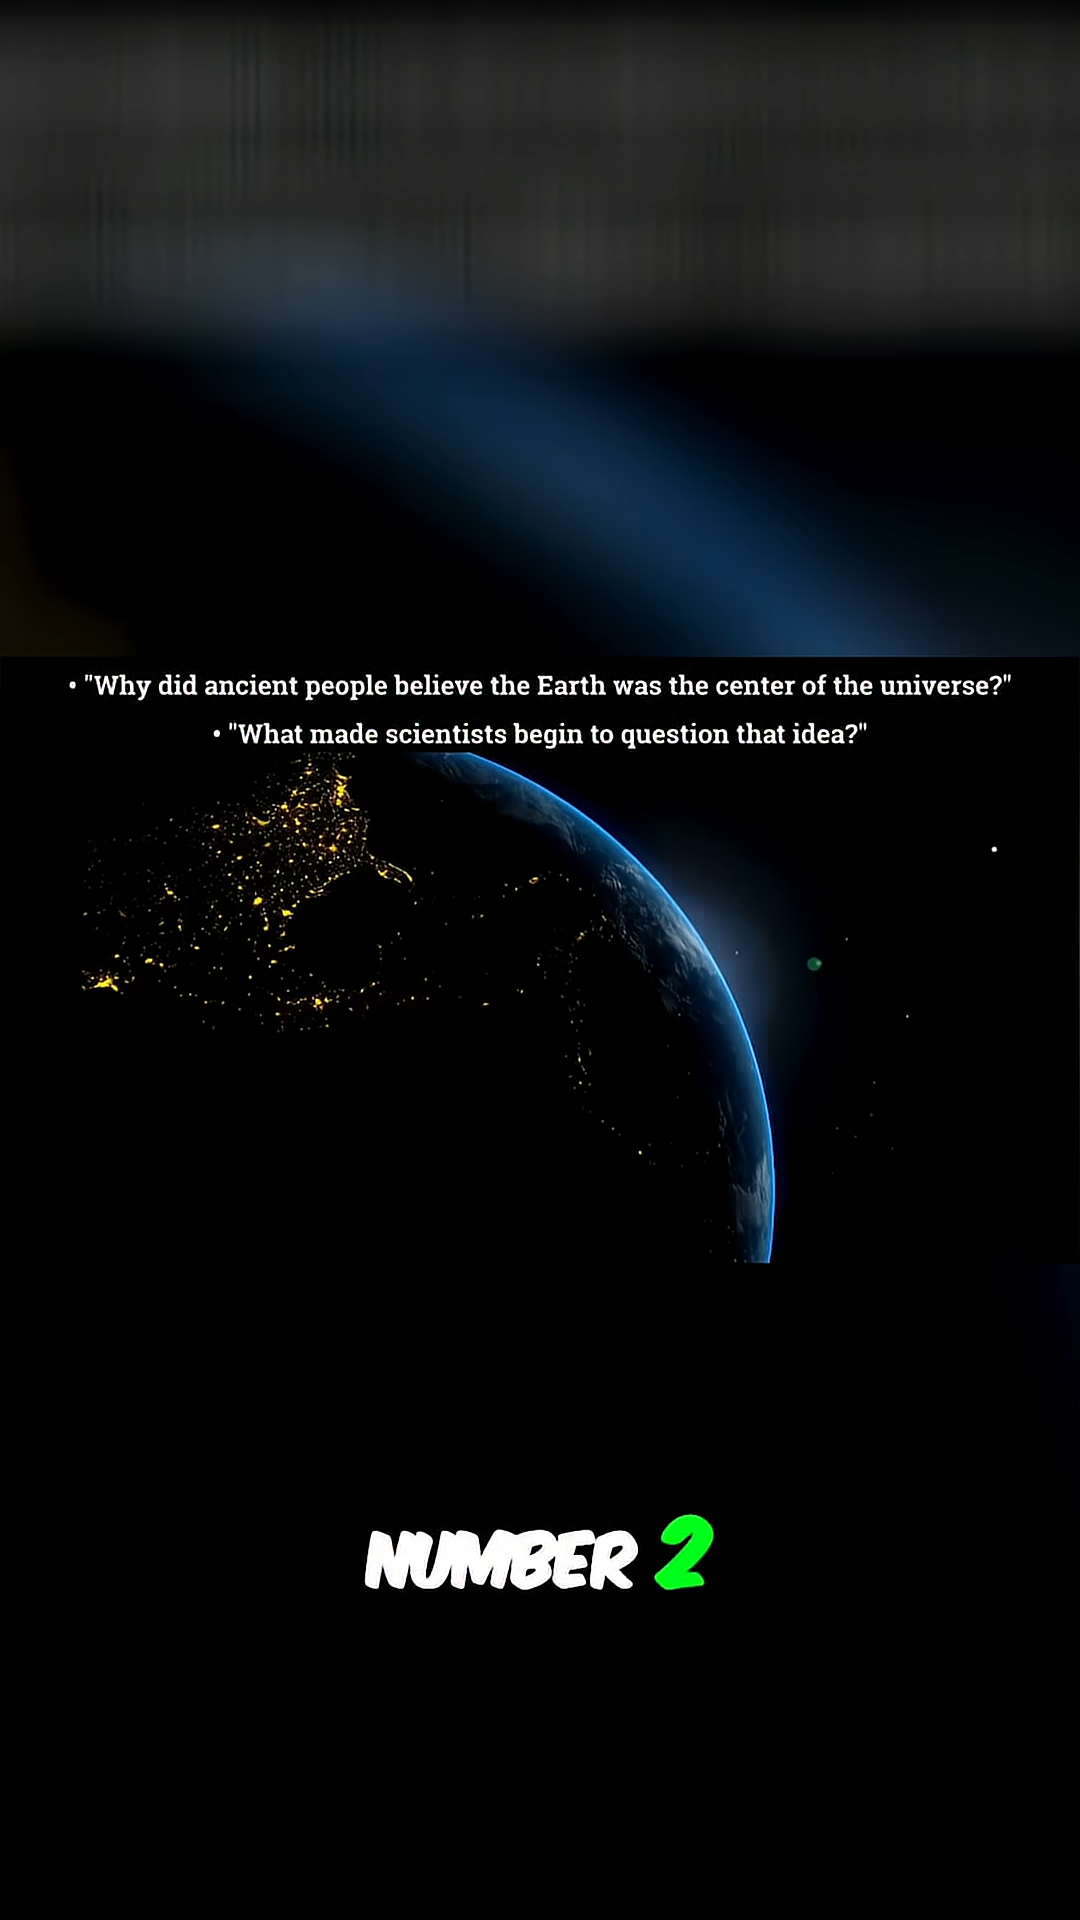 • "Why did ancient people believe the Earth was the center of the universe?"
• "What made scientists begin to question that idea?"
NUMBER 2